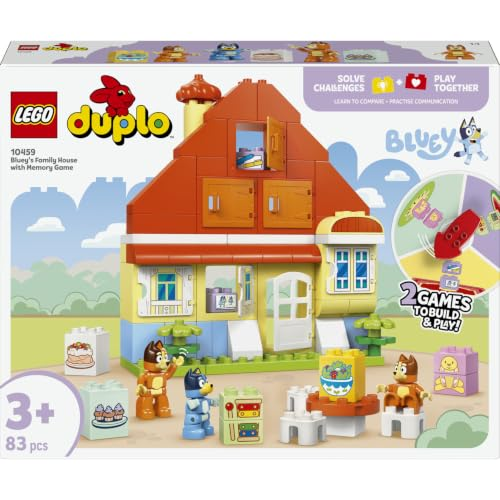 SOLVE
CHALLENGES
+
PLAY
TOGETHER
LEARN TO COMPARE • PRACTISE COMMUNICATION
LEGO
duplo
10459
Bluey's Family House
with Memory Game
BLUEY
2 GAMES
TO BUILD
& PLAY!
3+
83 pcs